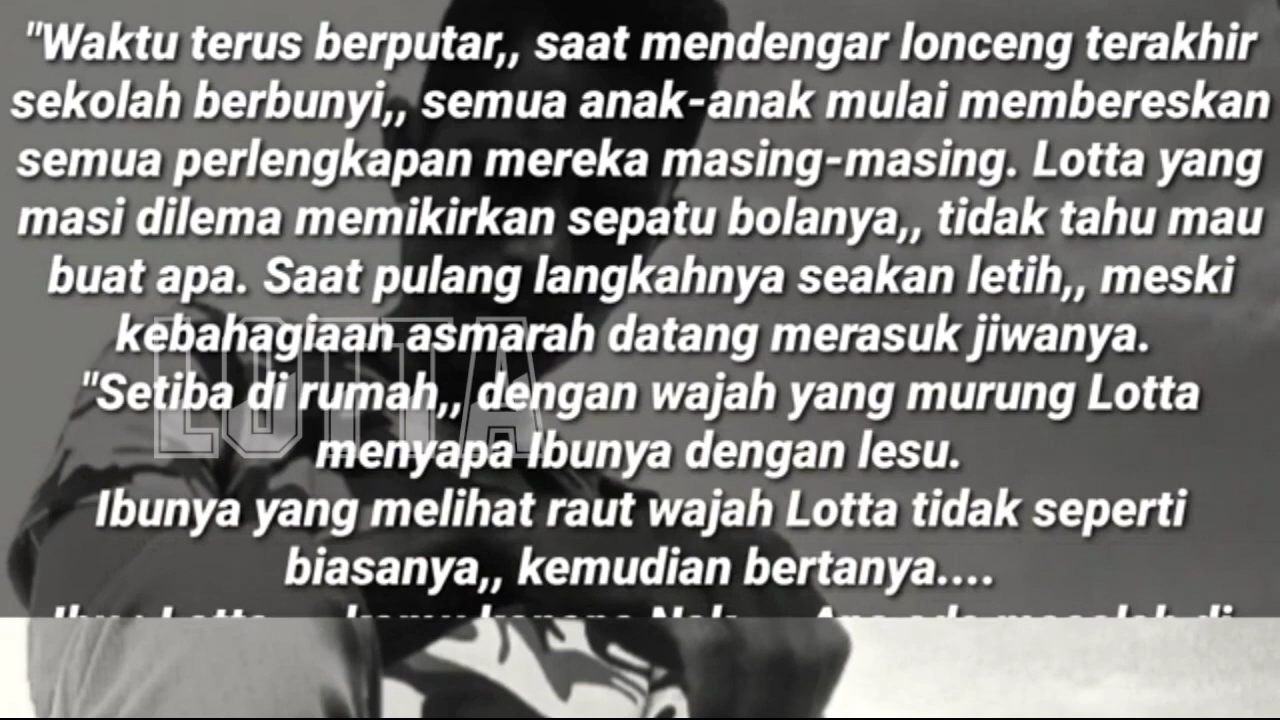 "Waktu terus berputar,, saat mendengar lonceng terakhir
sekolah berbunyi,, semua anak-anak mulai membereskan
semua perlengkapan mereka masing-masing. Lotta yang
masi dilema memikirkan sepatu bolanya,, tidak tahu mau
buat apa. Saat pulang langkahnya seakan letih,, meski
kebahagiaan asmarah datang merasuk jiwanya.
LOTTA
"Setiba di rumah,, dengan wajah yang murung Lotta
menyapa Ibunya dengan lesu.
Ibunya yang melihat raut wajah Lotta tidak seperti
biasanya,, kemudian bertanya....